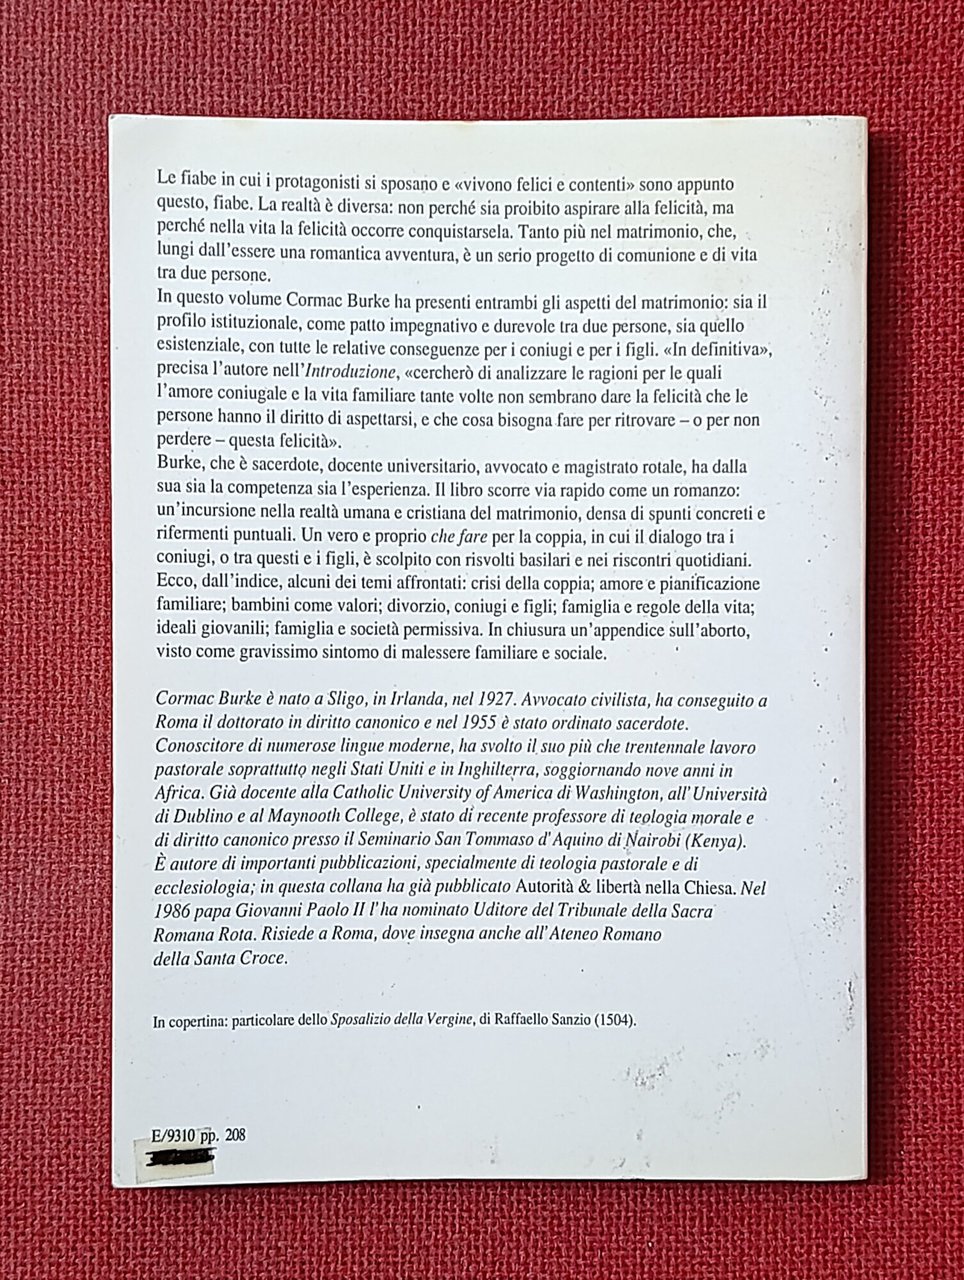 Le fiabe in cui i protagonisti si sposano e «vivono felici e contenti» sono appunto
questo, fiabe. La realtà è diversa: non perché sia proibito aspirare alla felicità, ma
perché nella vita la felicità occorre conquistarsela. Tanto più nel matrimonio, che,
lungi dall'essere una romantica avventura, è un serio progetto di comunione e di vita
tra due persone.
In questo volume Cormac Burke ha presenti entrambi gli aspetti del matrimonio: sia il
profilo istituzionale, come patto impegnativo e durevole tra due persone, sia quello
esistenziale, con tutte le relative conseguenze per i coniugi e per i figli. «In definitiva»,
precisa l'autore nell'Introduzione, «cercherò di analizzare le ragioni per le quali
l'amore coniugale e la vita familiare tante volte non sembrano dare la felicità che le
persone hanno il diritto di aspettarsi, e che cosa bisogna fare per ritrovare – o per non
perdere – questa felicità».
Burke, che è sacerdote, docente universitario, avvocato e magistrato rotale, ha dalla
sua sia la competenza sia l'esperienza. Il libro scorre via rapido come un romanzo:
un'incursione nella realtà umana e cristiana del matrimonio, densa di spunti concreti e
rifermenti puntuali. Un vero e proprio che fare per la coppia, in cui il dialogo tra i
coniugi, o tra questi e i figli, è scolpito con risvolti basilari e nei riscontri quotidiani.
Ecco, dall'indice, alcuni dei temi affrontati: crisi della coppia; amore e pianificazione
familiare; bambini come valori; divorzio, coniugi e figli; famiglia e regole della vita;
ideali giovanili; famiglia e società permissiva. In chiusura un'appendice sull'aborto,
visto come gravissimo sintomo di malessere familiare e sociale.
Cormac Burke è nato a Sligo, in Irlanda, nel 1927. Avvocato civilista, ha conseguito a
Roma il dottorato in diritto canonico e nel 1955 è stato ordinato sacerdote.
Conoscitore di numerose lingue moderne, ha svolto il suo più che trentennale lavoro
pastorale soprattutto negli Stati Uniti e in Inghilterra, soggiornando nove anni in
Africa. Già docente alla Catholic University of America di Washington, all'Università
di Dublino e al Maynooth College, è stato di recente professore di teologia morale e
di diritto canonico presso il Seminario San Tommaso d'Aquino di Nairobi (Kenya).
È autore di importanti pubblicazioni, specialmente di teologia pastorale e di
ecclesiologia; in questa collana ha già pubblicato Autorità & libertà nella Chiesa. Nel
1986 papa Giovanni Paolo II l'ha nominato Uditore del Tribunale della Sacra
Romana Rota. Risiede a Roma, dove insegna anche all'Ateneo Romano
della Santa Croce.
In copertina: particolare dello Sposalizio della Vergine, di Raffaello Sanzio (1504).
E/9310 pp. 208